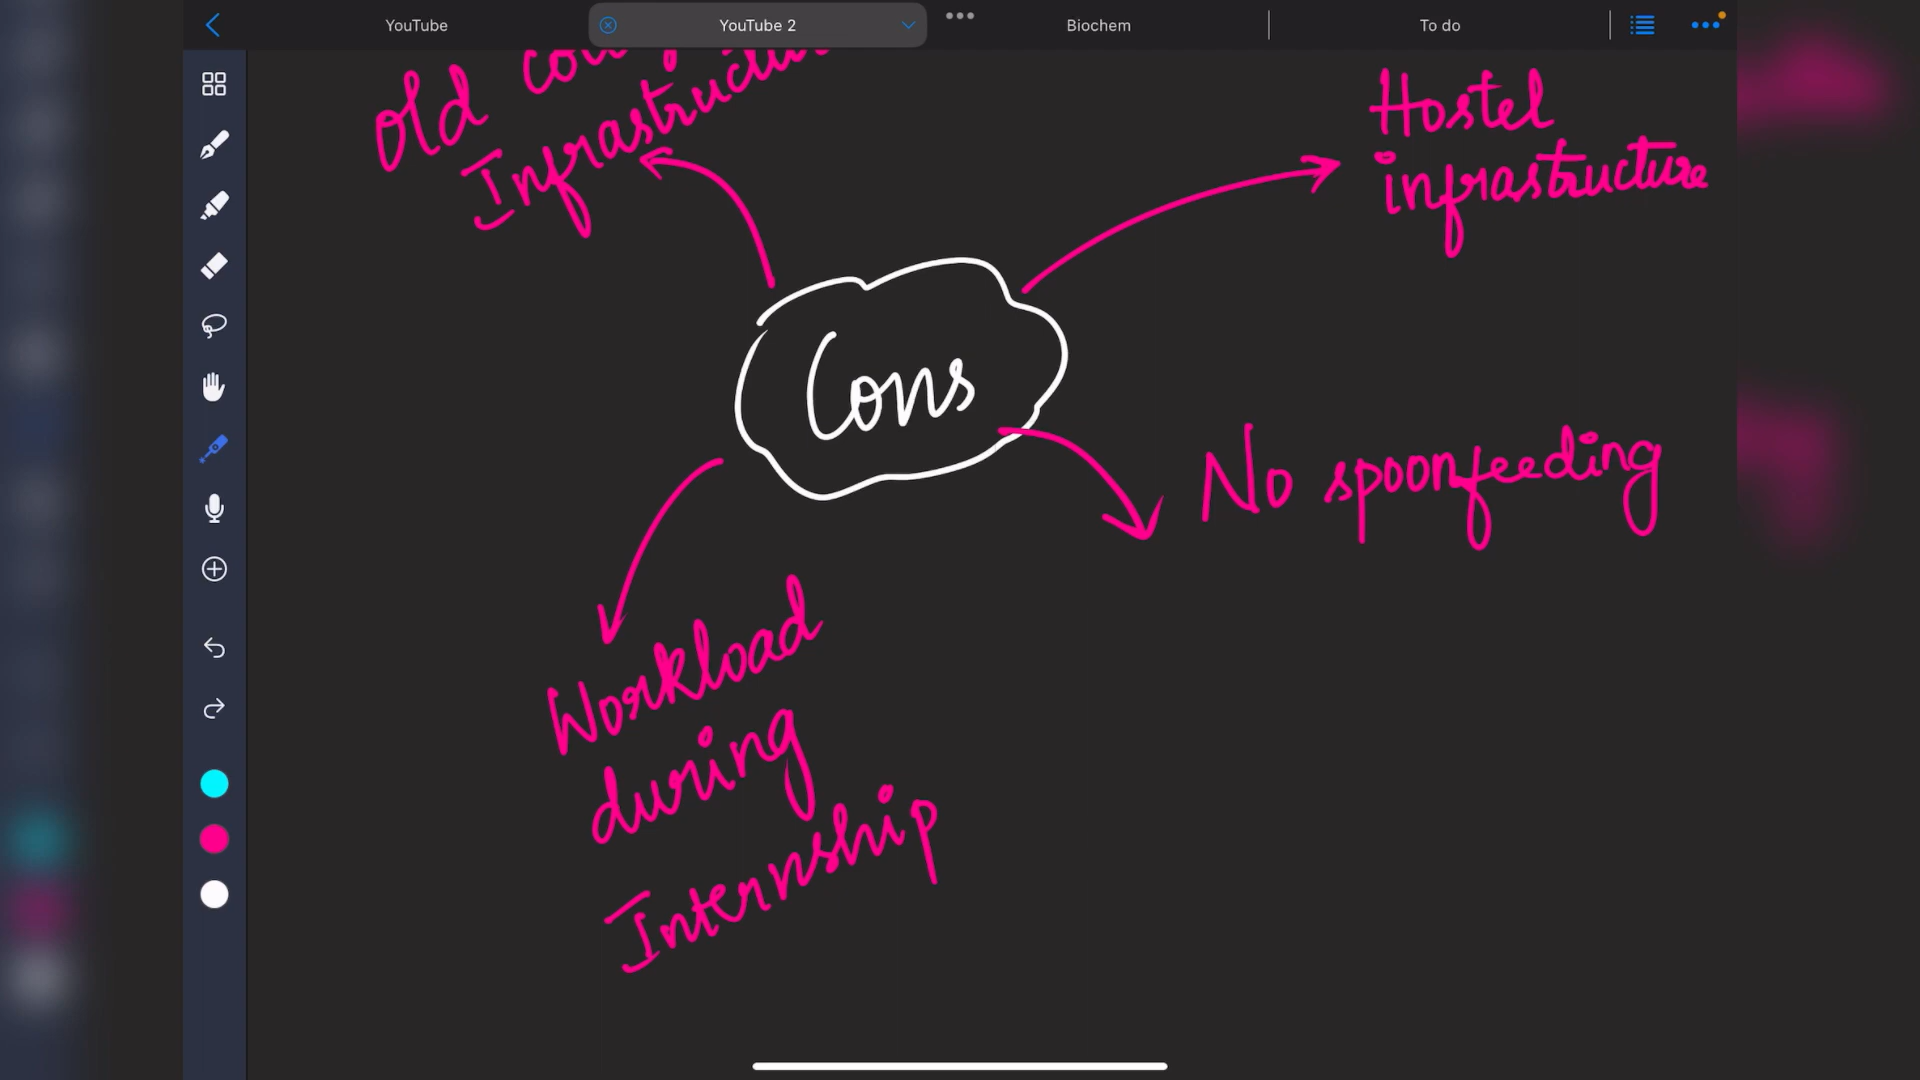 YouTube
YouTube 2
Biochem
To do
Old
Infrastructure
Hostel
infrastructure
Cons
No spoonfeeding
Workload
during
Internship